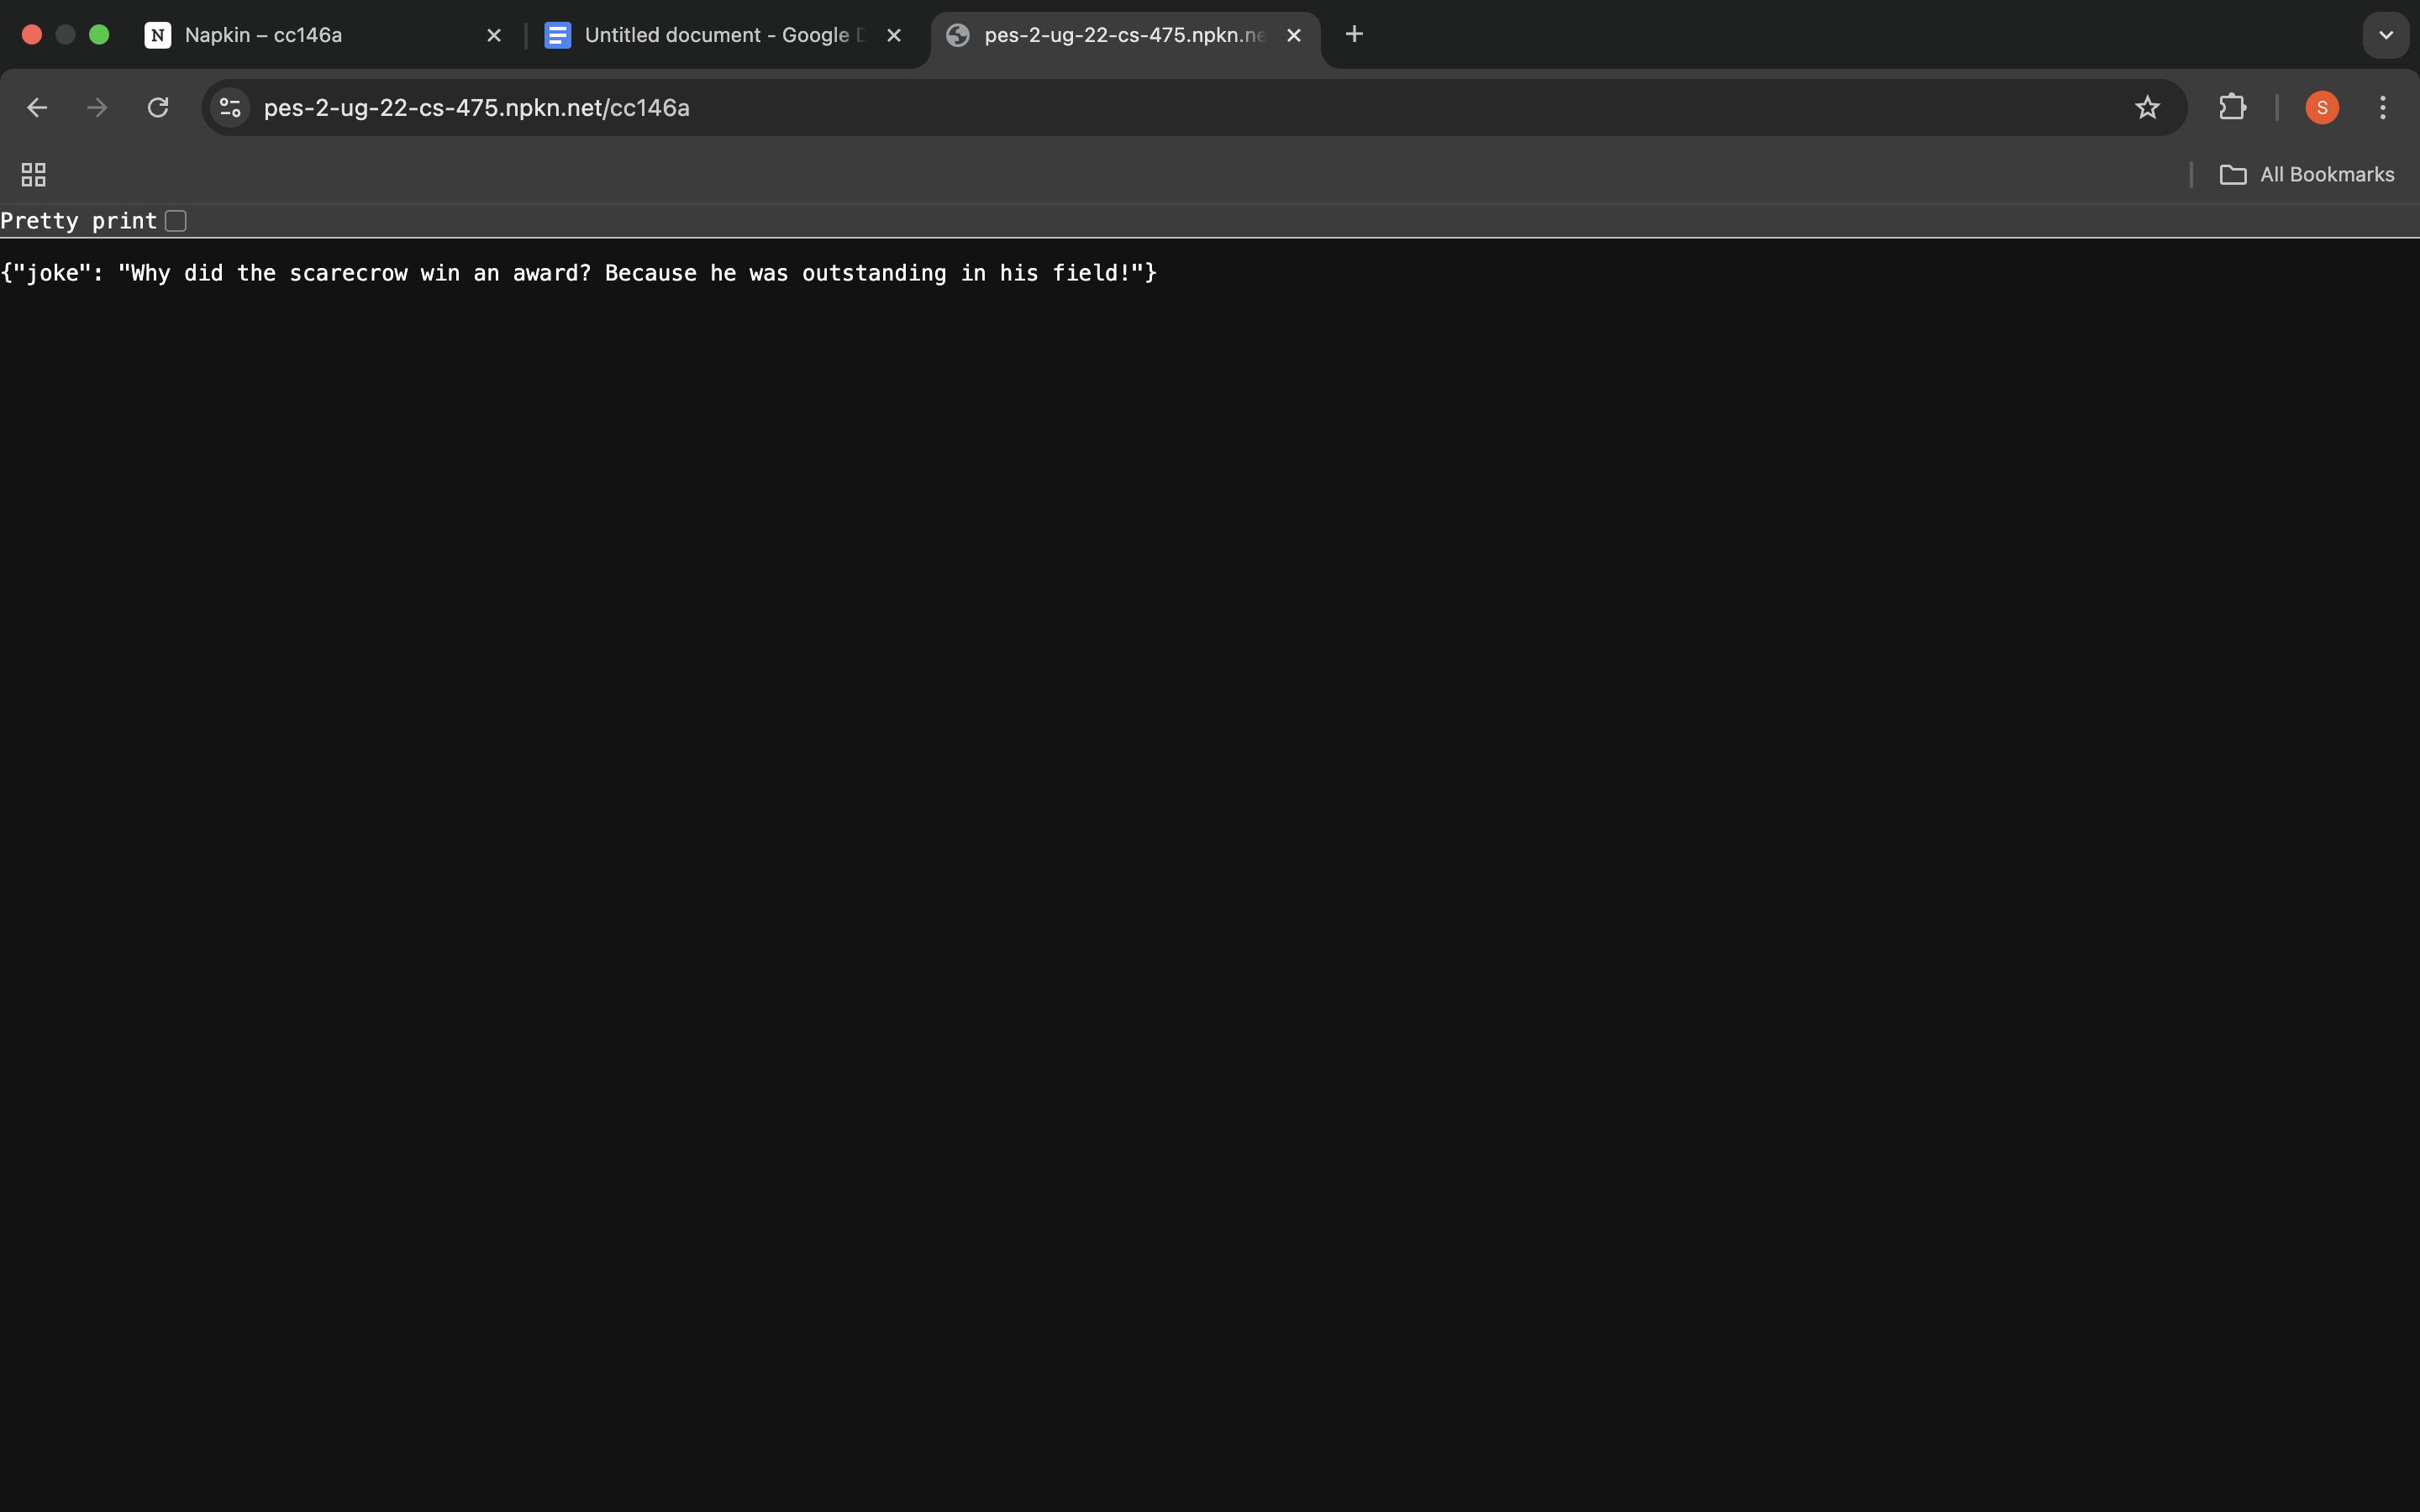 N Napkin – cc146a
Untitled document - Google
pes-2-ug-22-cs-475.npkn.ne
pes-2-ug-22-cs-475.npkn.net/cc146a
S
All Bookmarks
Pretty print
{"joke": "Why did the scarecrow win an award? Because he was outstanding in his field!"}